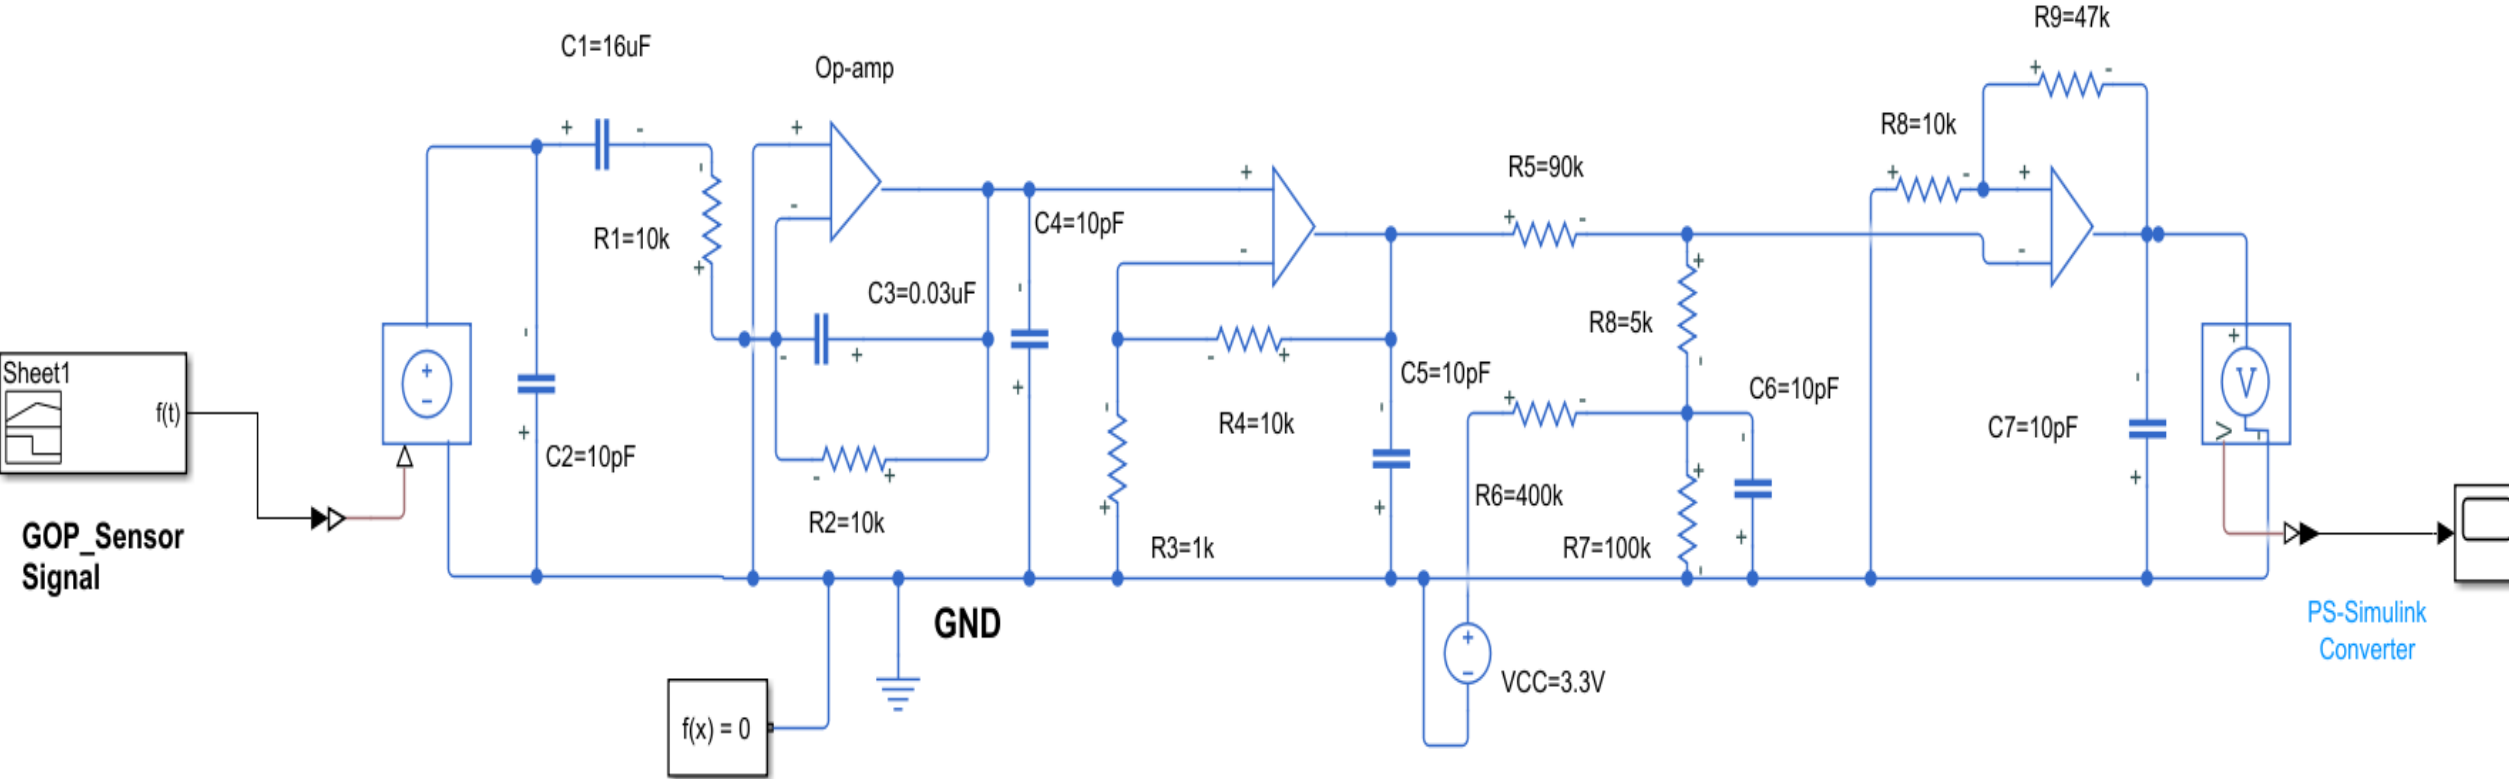 R9=47k
C1=16uF
Op-amp
R8=10k
R5=90k
C4=10pF
R1=10k
C3=0.03uF
R8=5k
Sheet1
f(t)
C5=10pF
C6=10pF
V
R4=10k
C7=10pF
C2=10pF
R6=400k
R2=10k
R3=1k
R7=100k
GOP_Sensor
Signal
GND
PS-Simulink
Converter
VCC=3.3V
f(x) = 0